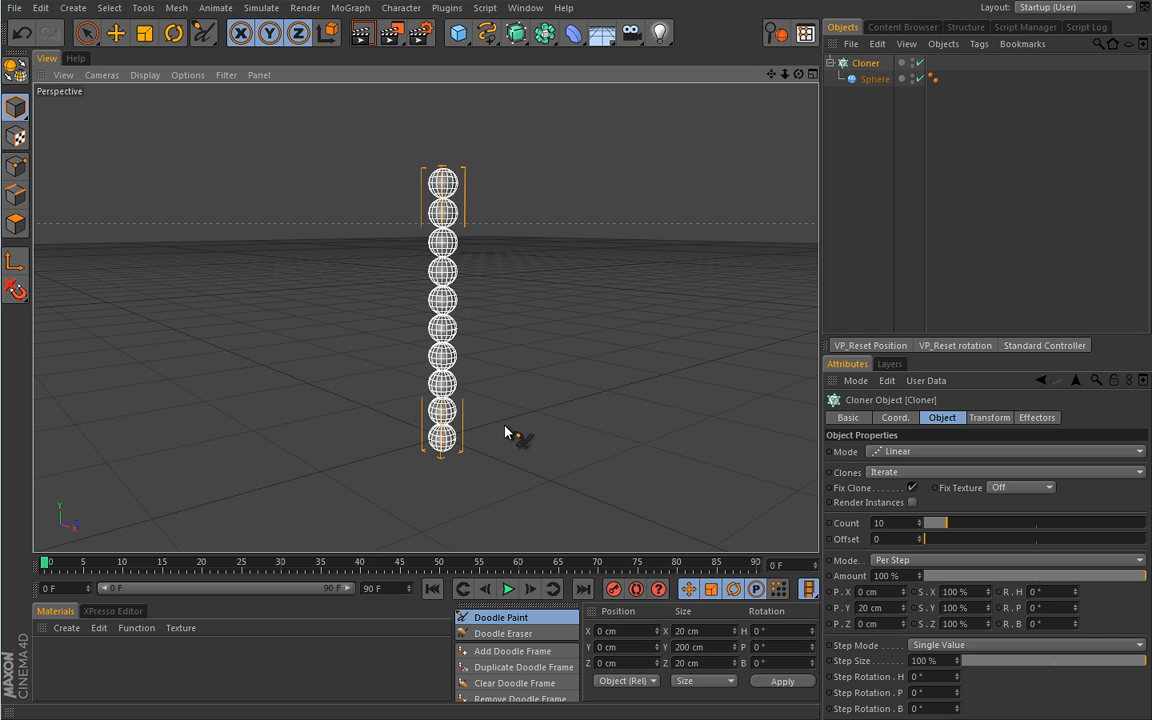 File Edit Create Select Tools Mesh Animate Simulate Render MoGraph Character Plugins Script Window Help
Layout: Startup (User)
View Help
View Cameras Display Options Filter Panel
Perspective
Y
X
0 5 10 15 20 25 30 35 40 45 50 55 60 65 70 75 80 85 90 0 F
0 F 0 F 90 F 90 F
Materials XPresso Editor
Create Edit Function Texture
Doodle Paint
Doodle Eraser
Add Doodle Frame
Duplicate Doodle Frame
Clear Doodle Frame
Remove Doodle Frame
Position Size Rotation
X 0 cm X 20 cm H 0 °
Y 0 cm Y 200 cm P 0 °
Z 0 cm Z 20 cm B 0 °
Object (Rel) Size Apply
MAXON CINEMA4D
Objects Content Browser Structure Script Manager Script Log
File Edit View Objects Tags Bookmarks
Cloner
Sphere
VP_Reset Position VP_Reset rotation Standard Controller
Attributes Layers
Mode Edit User Data
Cloner Object [Cloner]
Basic Coord. Object Transform Effectors
Object Properties
Mode Linear
Clones Iterate
Fix Clone....... Fix Texture Off
Render Instances
Count 10
Offset 0
Mode. . Per Step
Amount 100 %
P . X 0 cm S . X 100 % R . H 0 °
P . Y 20 cm S . Y 100 % R . P 0 °
P . Z 0 cm S . Z 100 % R . B 0 °
Step Mode . . Single Value
Step Size....... 100 %
Step Rotation . H 0 °
Step Rotation . P 0 °
Step Rotation . B 0 °